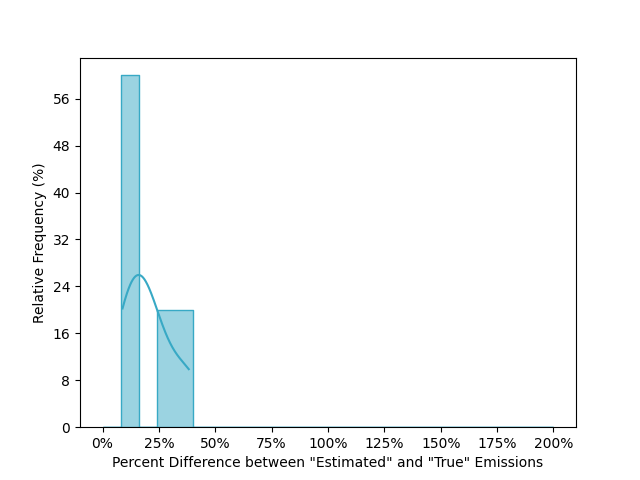 56
48
40
32
24
16
8
0
Relative Frequency (%)
0% 25% 50% 75% 100% 125% 150% 175% 200%
Percent Difference between "Estimated" and "True" Emissions